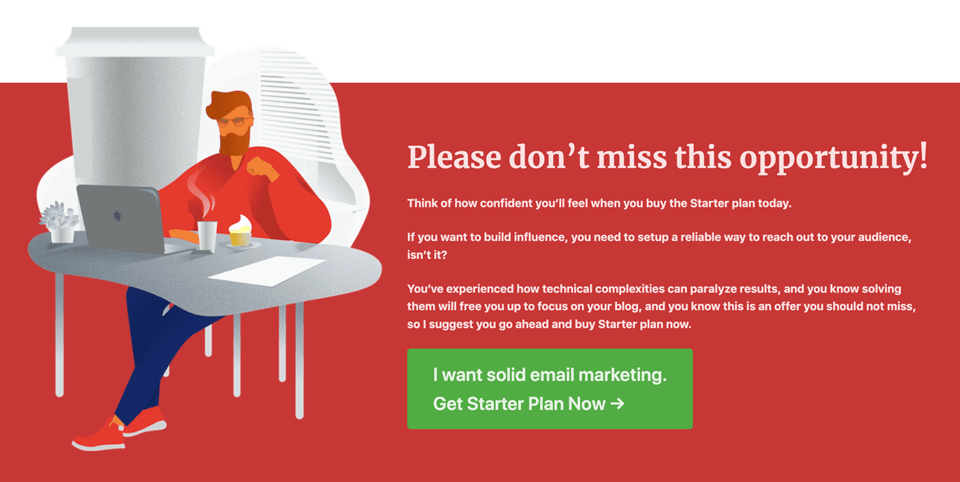 Please don’t miss this opportunity!
Think of how confident you’ll feel when you buy the Starter plan today.
If you want to build influence, you need to setup a reliable way to reach out to your audience,
isn’t it?
You’ve experienced how technical complexities can paralyze results, and you know solving
them will free you up to focus on your blog, and you know this is an offer you should not miss,
so I suggest you go ahead and buy Starter plan now.
I want solid email marketing.
Get Starter Plan Now →